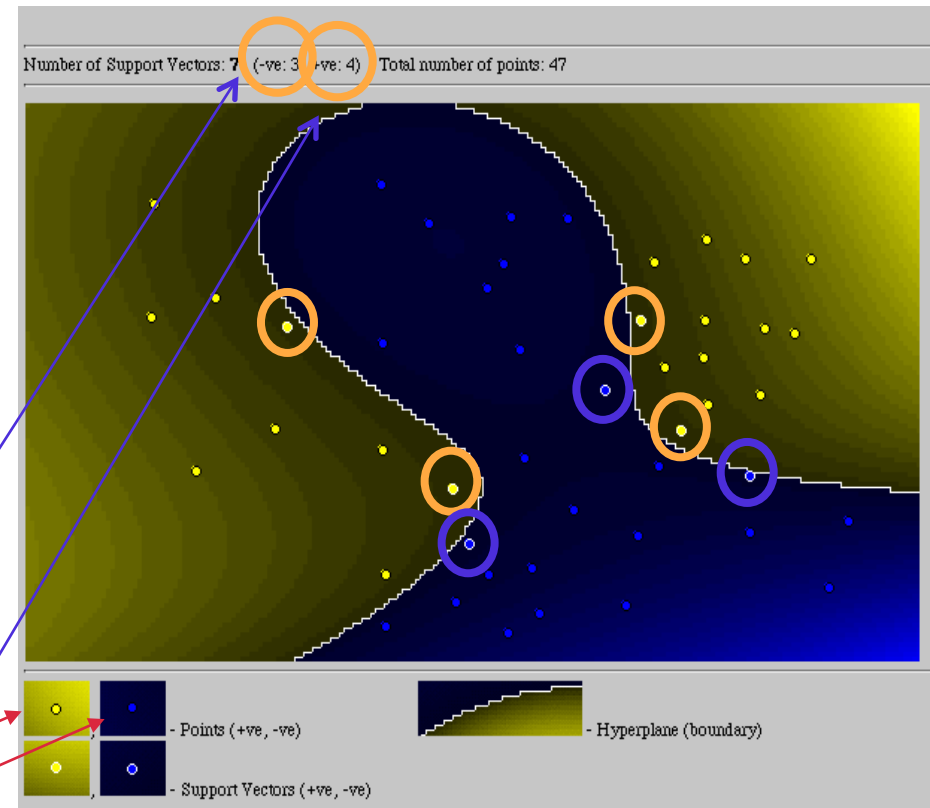 Number of Support Vectors: 7 (-ve: 3 +ve: 4) Total number of points: 47
, - Points (+ve, -ve)
- Hyperplane (boundary)
, - Support Vectors (+ve, -ve)